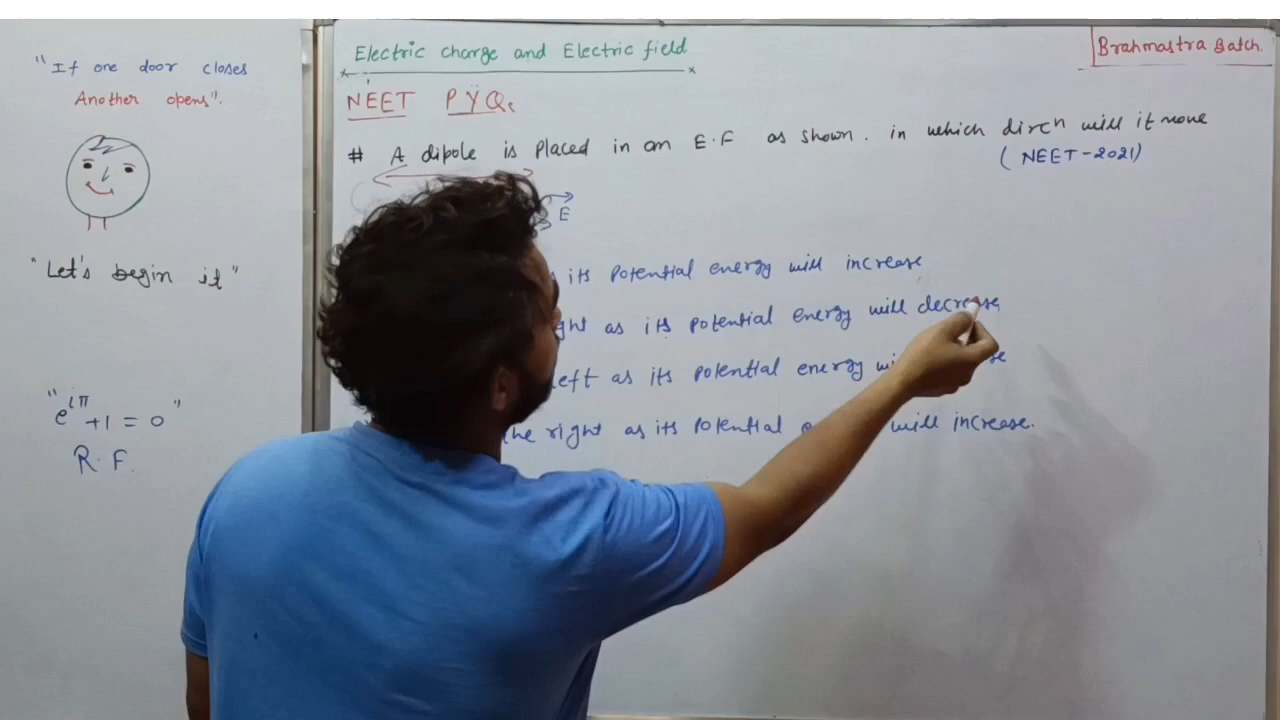 "If one door closes
Another opens".
"Let's begin it"
"e^{iπ} +1 = 0"
R. F.
Electric charge and Electric field
Brahmastra Batch.
NEET PYQs
# A dipole is placed in an E.F as shown. in which dircn will it move
(NEET-2021)
E
its potential energy will increase
as its potential energy will decrease
left as its potential energy
the right as its potential will increase.